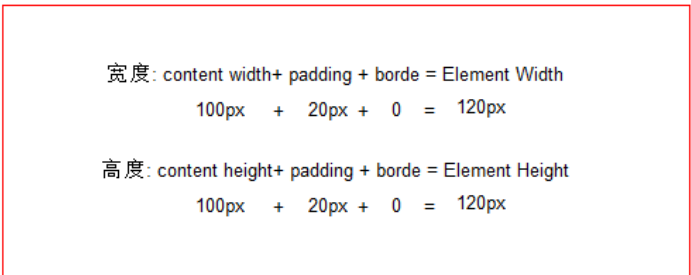 宽度: content width+ padding + borde = Element Width
100px + 20px + 0 = 120px
高度: content height+ padding + borde = Element Height
100px + 20px + 0 = 120px